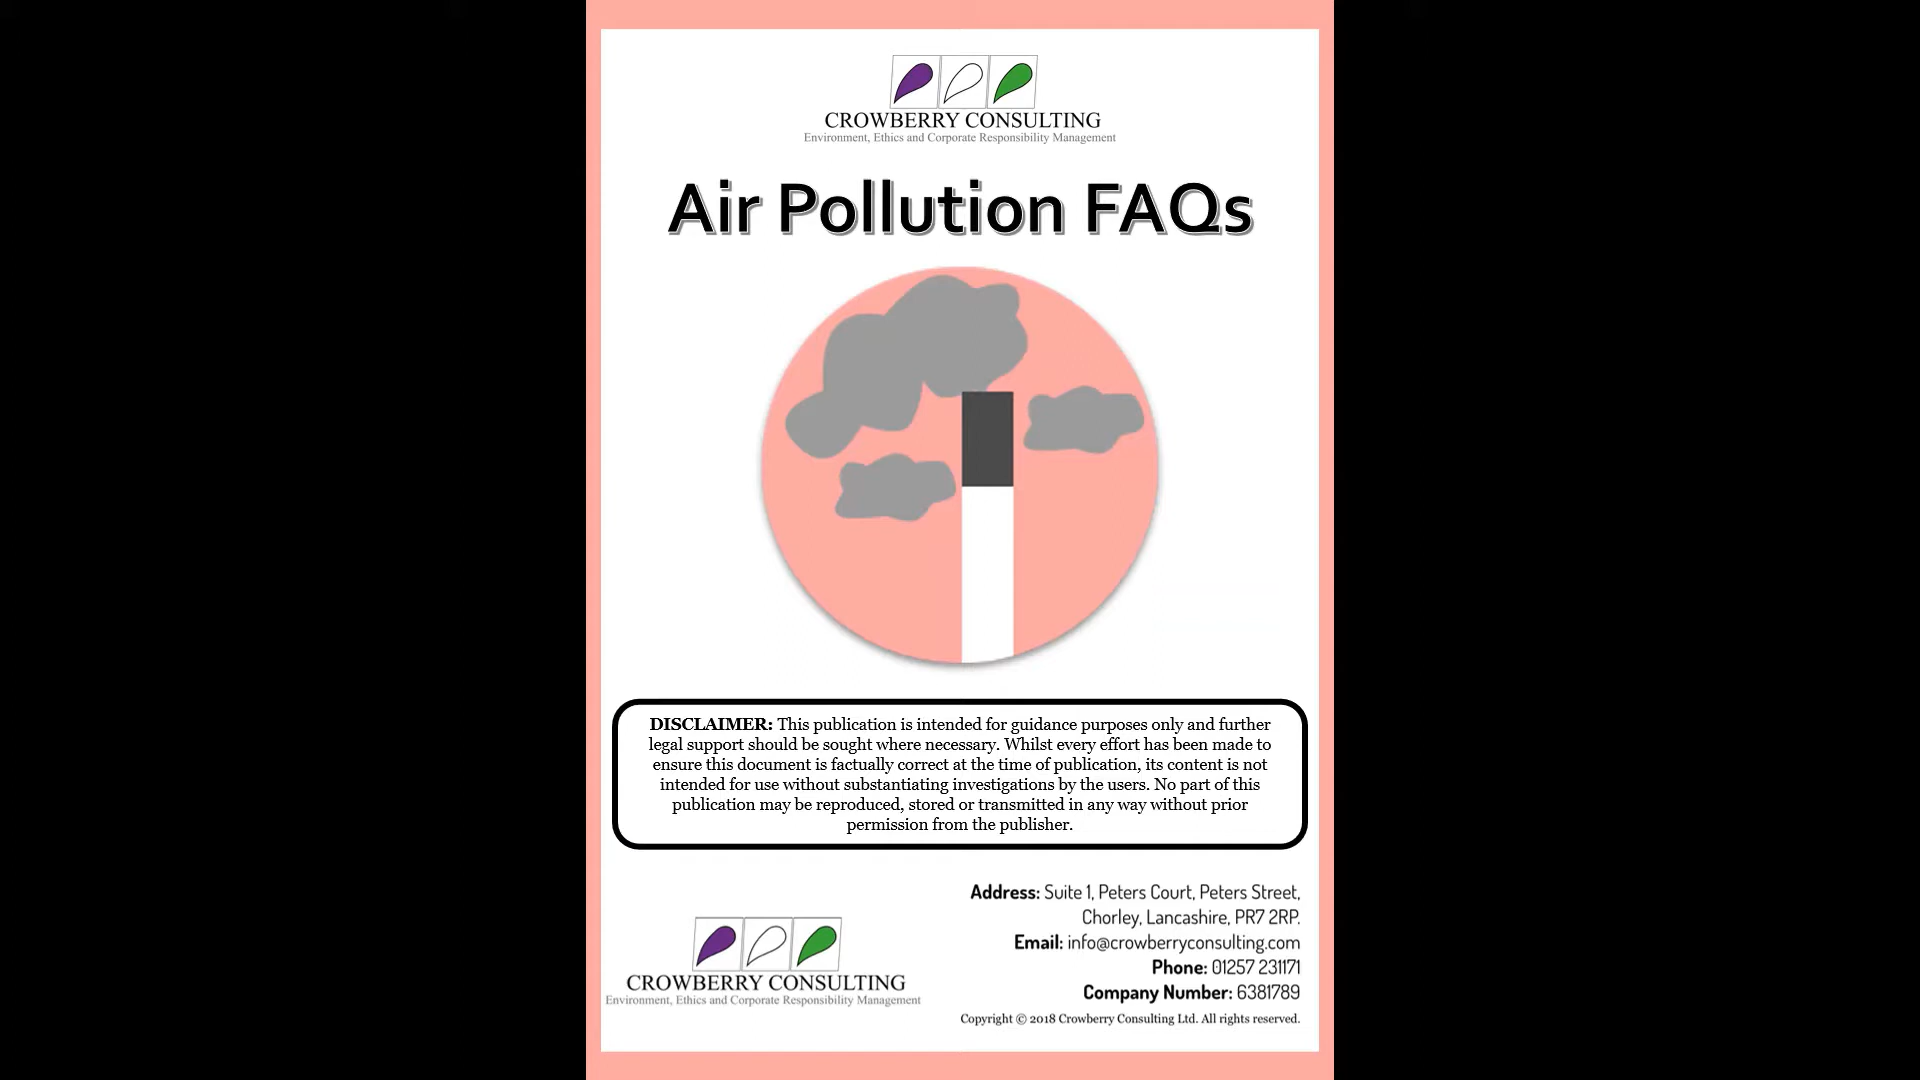 CROWBERRY CONSULTING
Environment, Ethics and Corporate Responsibility Management
Air Pollution FAQs
DISCLAIMER: This publication is intended for guidance purposes only and further
legal support should be sought where necessary. Whilst every effort has been made to
ensure this document is factually correct at the time of publication, its content is not
intended for use without substantiating investigations by the users. No part of this
publication may be reproduced, stored or transmitted in any way without prior
permission from the publisher.
CROWBERRY CONSULTING
Environment, Ethics and Corporate Responsibility Management
Address: Suite 1, Peters Court, Peters Street,
Chorley, Lancashire, PR7 2RP.
Email: info@crowberryconsulting.com
Phone: 01257 231171
Company Number: 6381789
Copyright © 2018 Crowberry Consulting Ltd. All rights reserved.